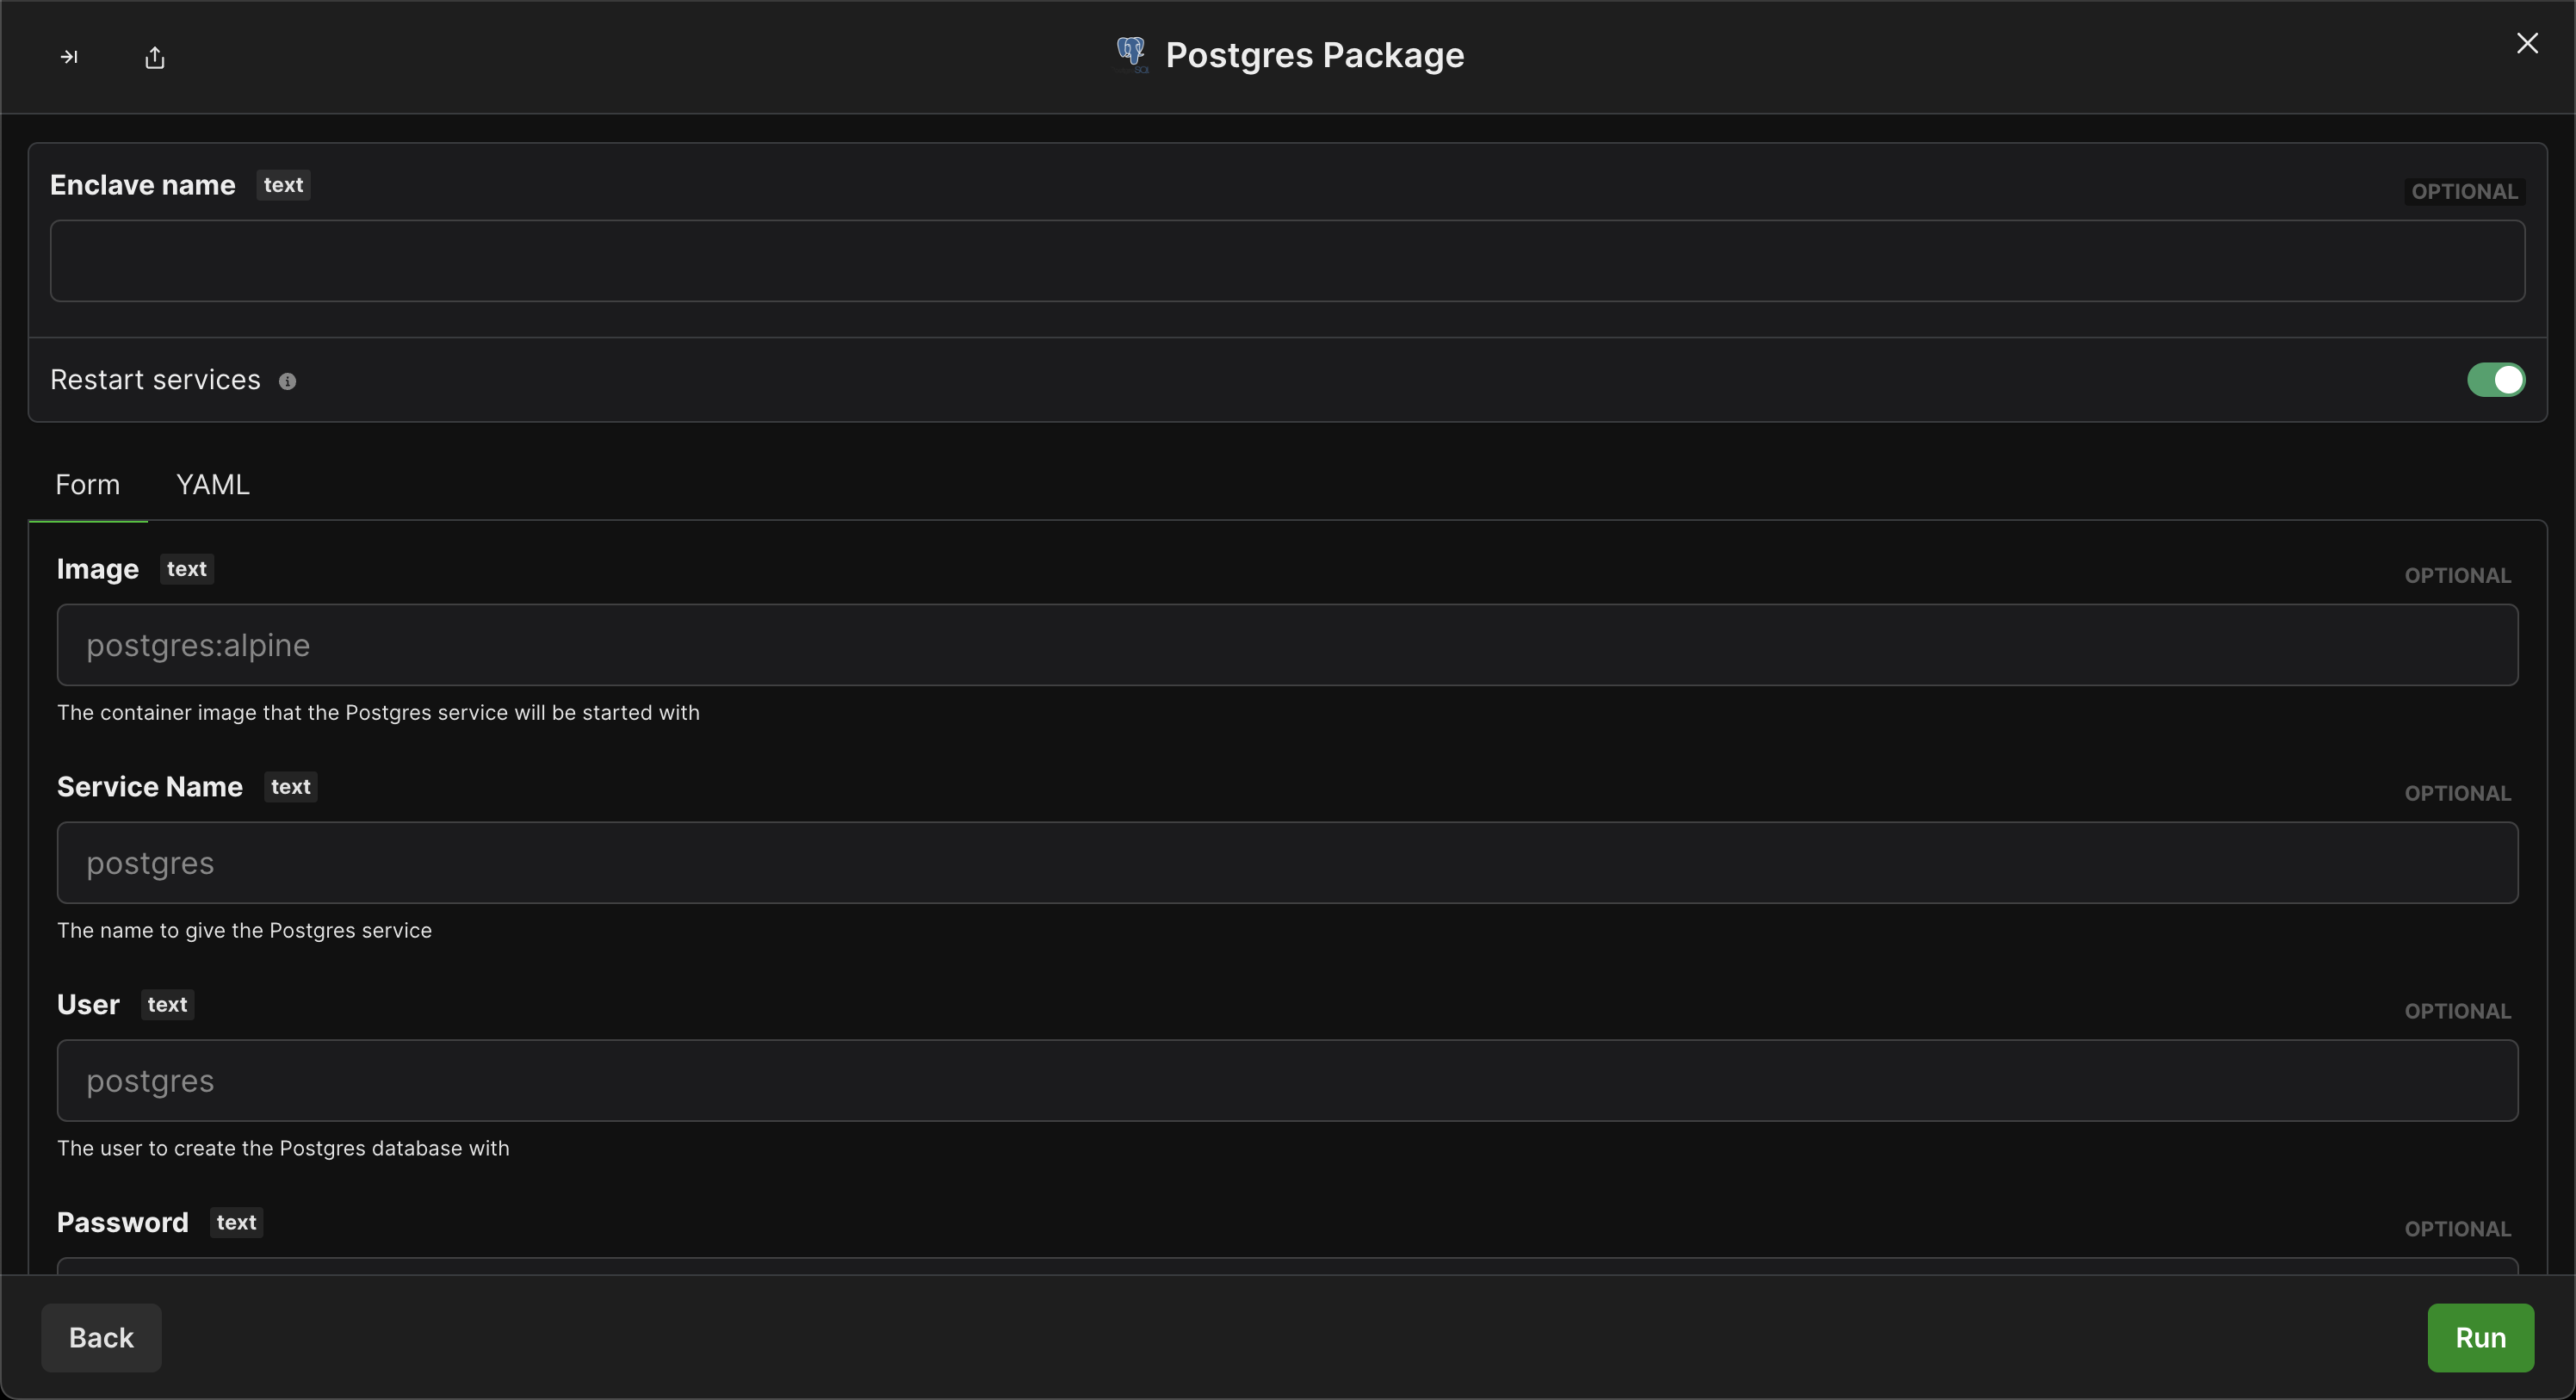 Postgres Package
Enclave name text
OPTIONAL
Restart services
Form YAML
Image text
OPTIONAL
postgres:alpine
The container image that the Postgres service will be started with
Service Name text
OPTIONAL
postgres
The name to give the Postgres service
User text
OPTIONAL
postgres
The user to create the Postgres database with
Password text
OPTIONAL
Back
Run